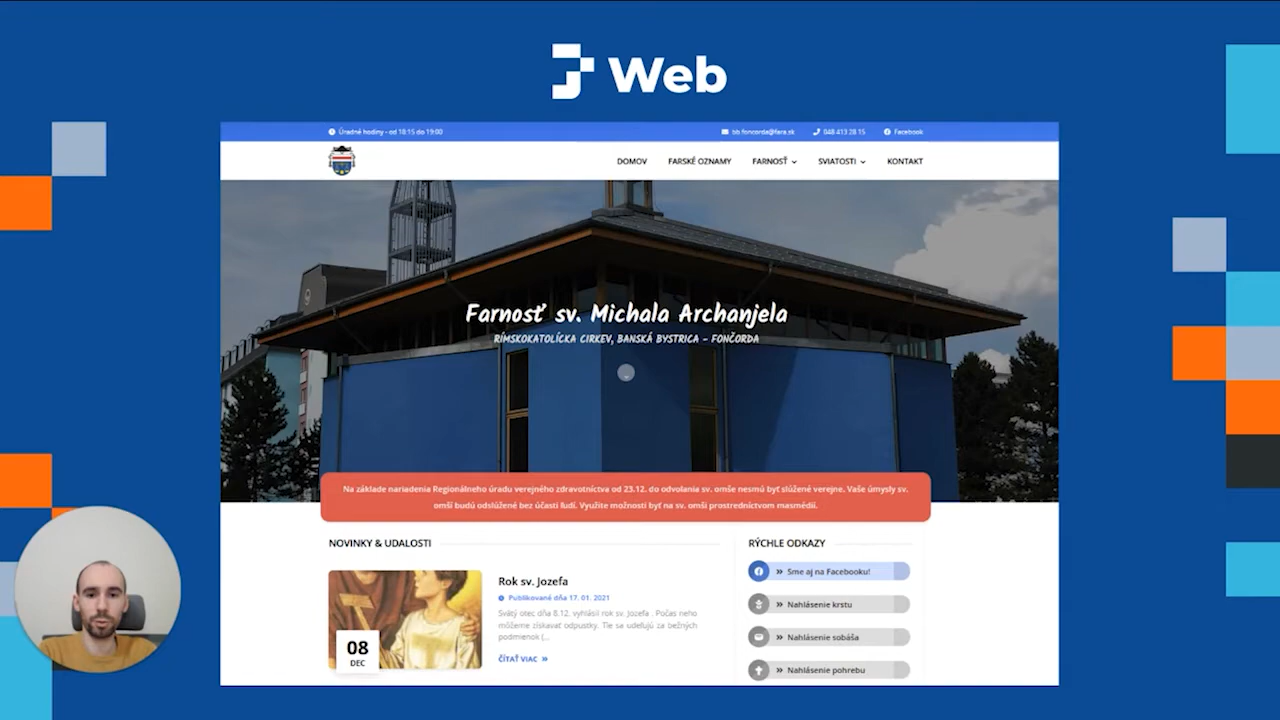 Web
Úradné hodiny - od 18:15 do 19:00
bb.foncorda@fara.sk
048 413 28 15
Facebook
DOMOV
FARSKÉ OZNAMY
FARNOSŤ
SVIATOSTI
KONTAKT
Farnosť sv. Michala Archanjela
RÍMSKOKATOLÍCKA CIRKEV, BANSKÁ BYSTRICA - FONČORDA
Na základe nariadenia Regionálneho úradu verejného zdravotníctva od 23.12. do odvolania sv. omše nesmú byť slúžené verejne. Vaše úmysly sv.
omší budú odslúžené bez účasti ľudí. Využite možnosti byť na sv. omši prostredníctvom masmédií.
NOVINKY & UDALOSTI
08
DEC
Rok sv. Jozefa
Publikované dňa 17. 01. 2021
Svätý otec dňa 8.12. vyhlásil rok sv. Jozefa . Počas neho
môžeme získavať odpustky. Tie sa udeľujú za bežných
podmienok (...
ČÍTAŤ VIAC »
RÝCHLE ODKAZY
» Sme aj na Facebooku!
» Nahlásenie krstu
» Nahlásenie sobáša
» Nahlásenie pohrebu